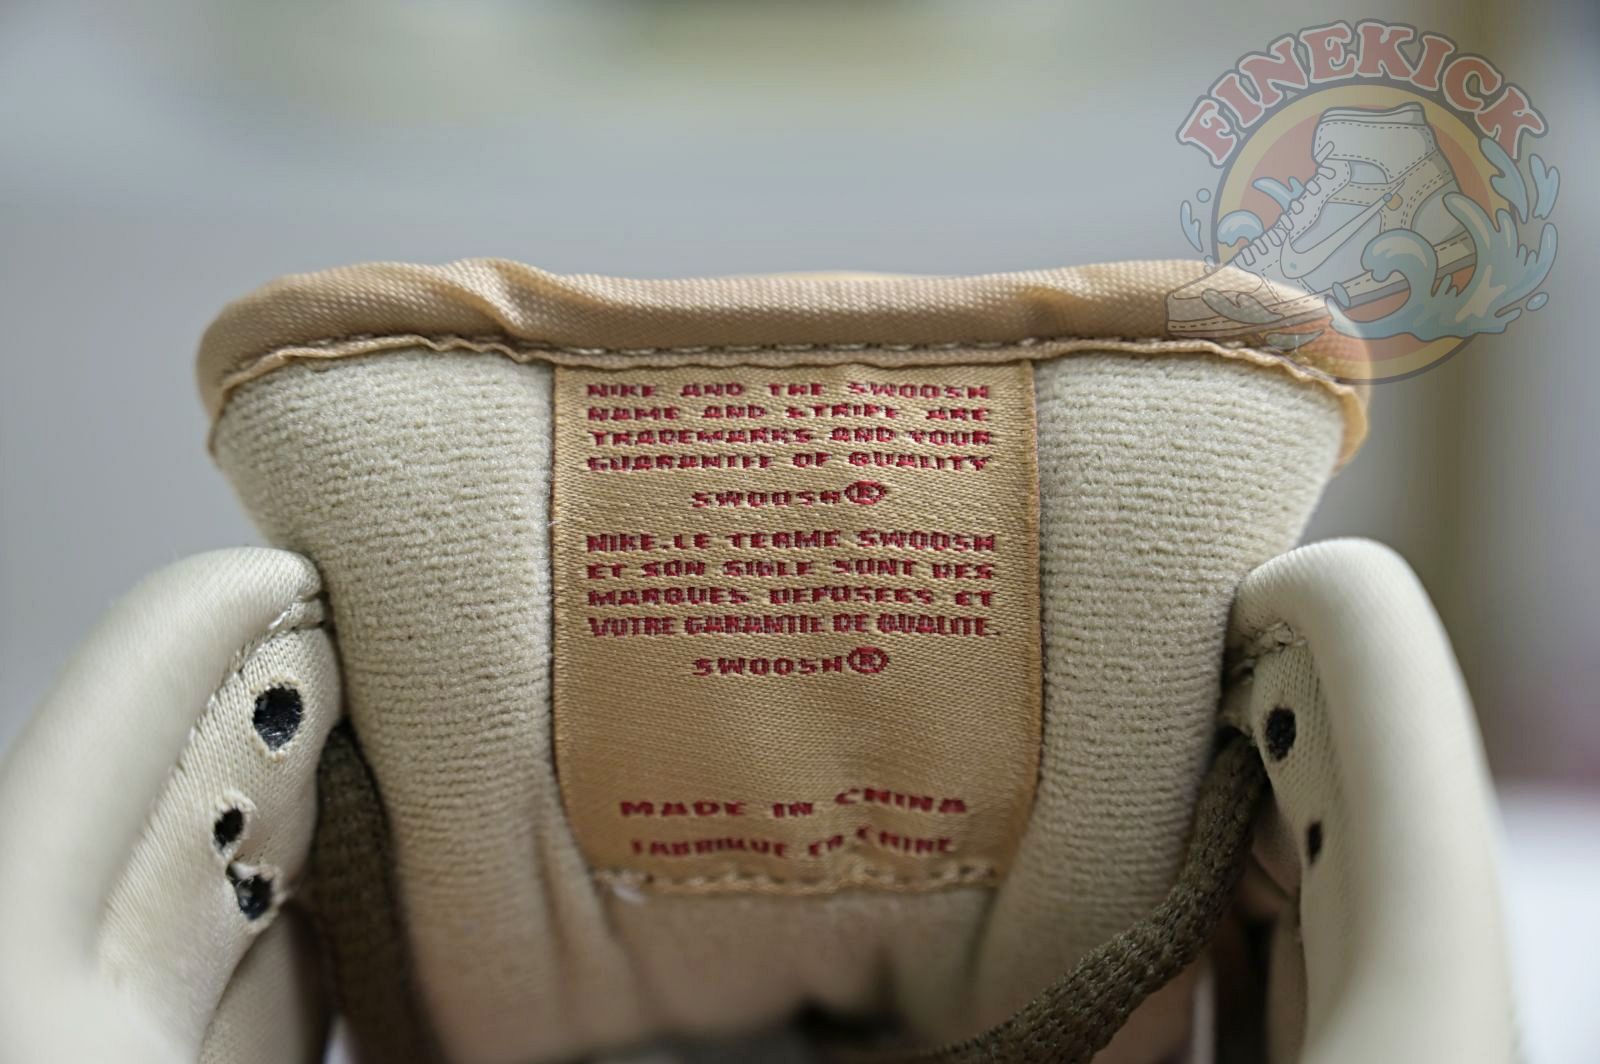 FINEKICK
NIKE AND THE SWOOSH
NAME AND STRIPE ARE
TRADEMARKS AND YOUR
GUARANTEE OF QUALITY
SWOOSH®
NIKE.LE TERME SWOOSH
ET SON SIGLE SONT DES
MARQUES DEPOSEES ET
VOTRE GARANTIE DE QUALITE.
SWOOSH®
MADE IN CHINA
FABRIQUE EN CHINE